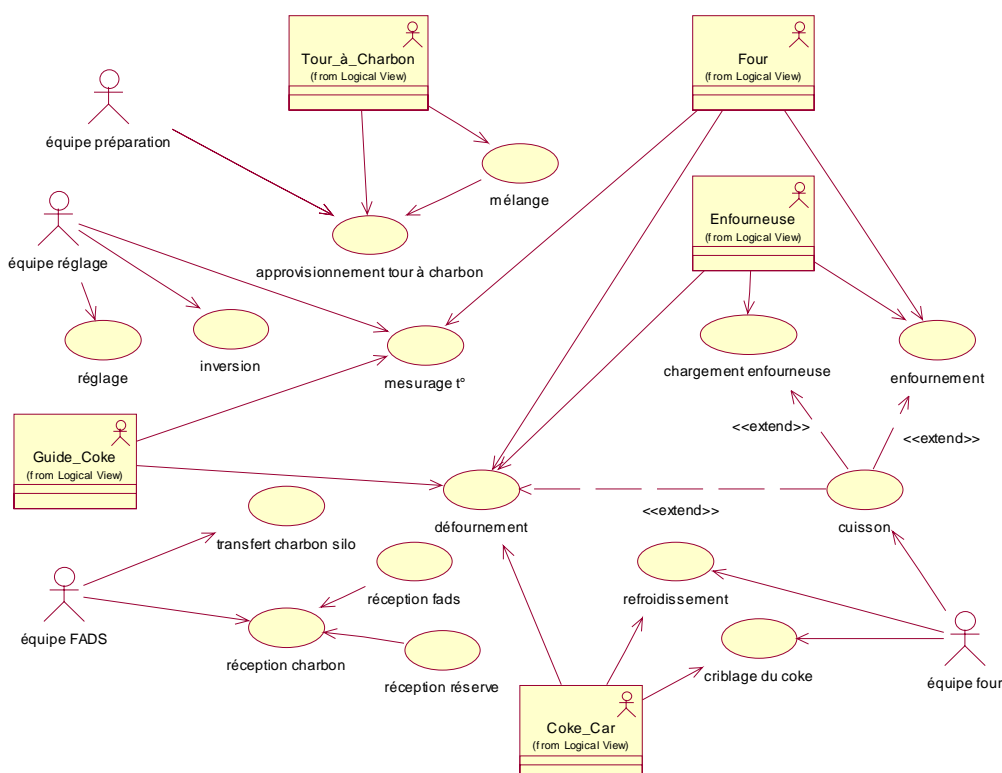 Tour_à_Charbon
(from Logical View)
Four
(from Logical View)
équipe préparation
mélange
Enfourneuse
(from Logical View)
équipe réglage
approvisionnement tour à charbon
réglage
inversion
mesurage t°
chargement enfourneuse
enfournement
<<extend>>
<<extend>>
Guide_Coke
(from Logical View)
défournement
<<extend>>
cuisson
transfert charbon silo
équipe FADS
réception fads
refroidissement
réception charbon
réception réserve
criblage du coke
équipe four
Coke_Car
(from Logical View)